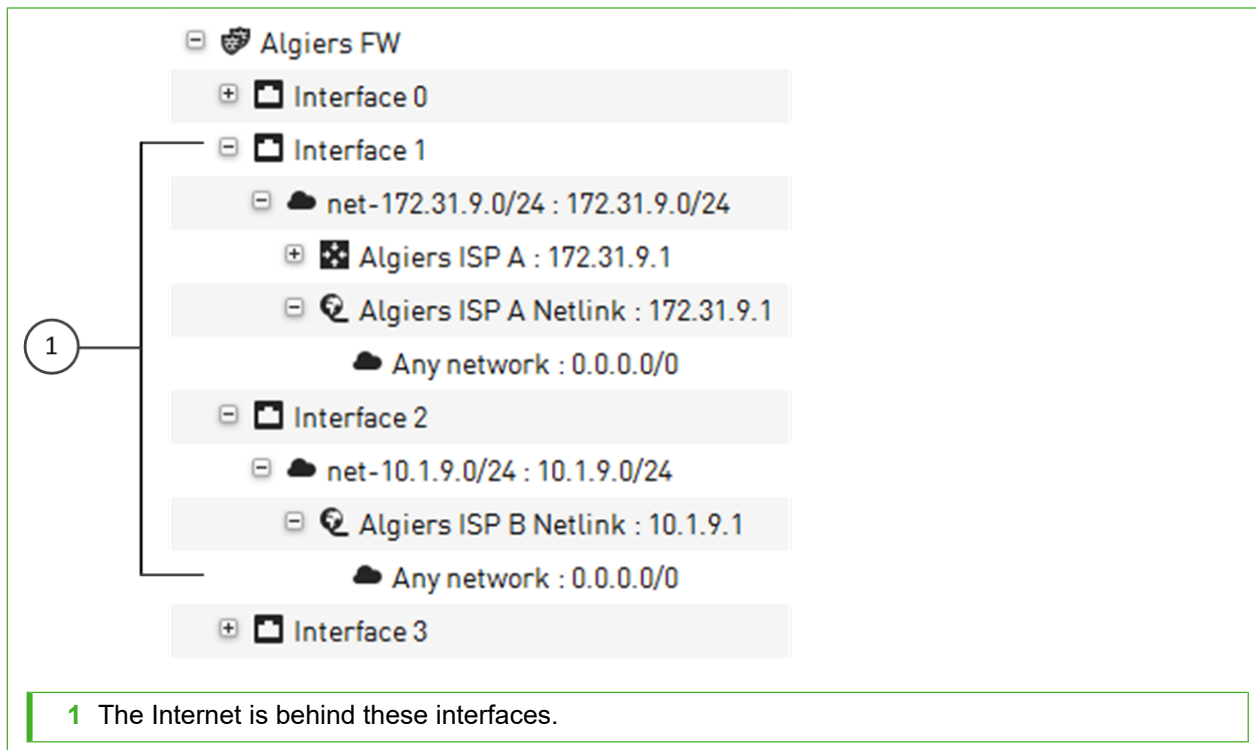 Algiers FW
Interface 0
Interface 1
net-172.31.9.0/24 : 172.31.9.0/24
Algiers ISP A : 172.31.9.1
Algiers ISP A Netlink : 172.31.9.1
Any network : 0.0.0.0/0
1
Interface 2
net-10.1.9.0/24 : 10.1.9.0/24
Algiers ISP B Netlink : 10.1.9.1
Any network : 0.0.0.0/0
Interface 3
1 The Internet is behind these interfaces.